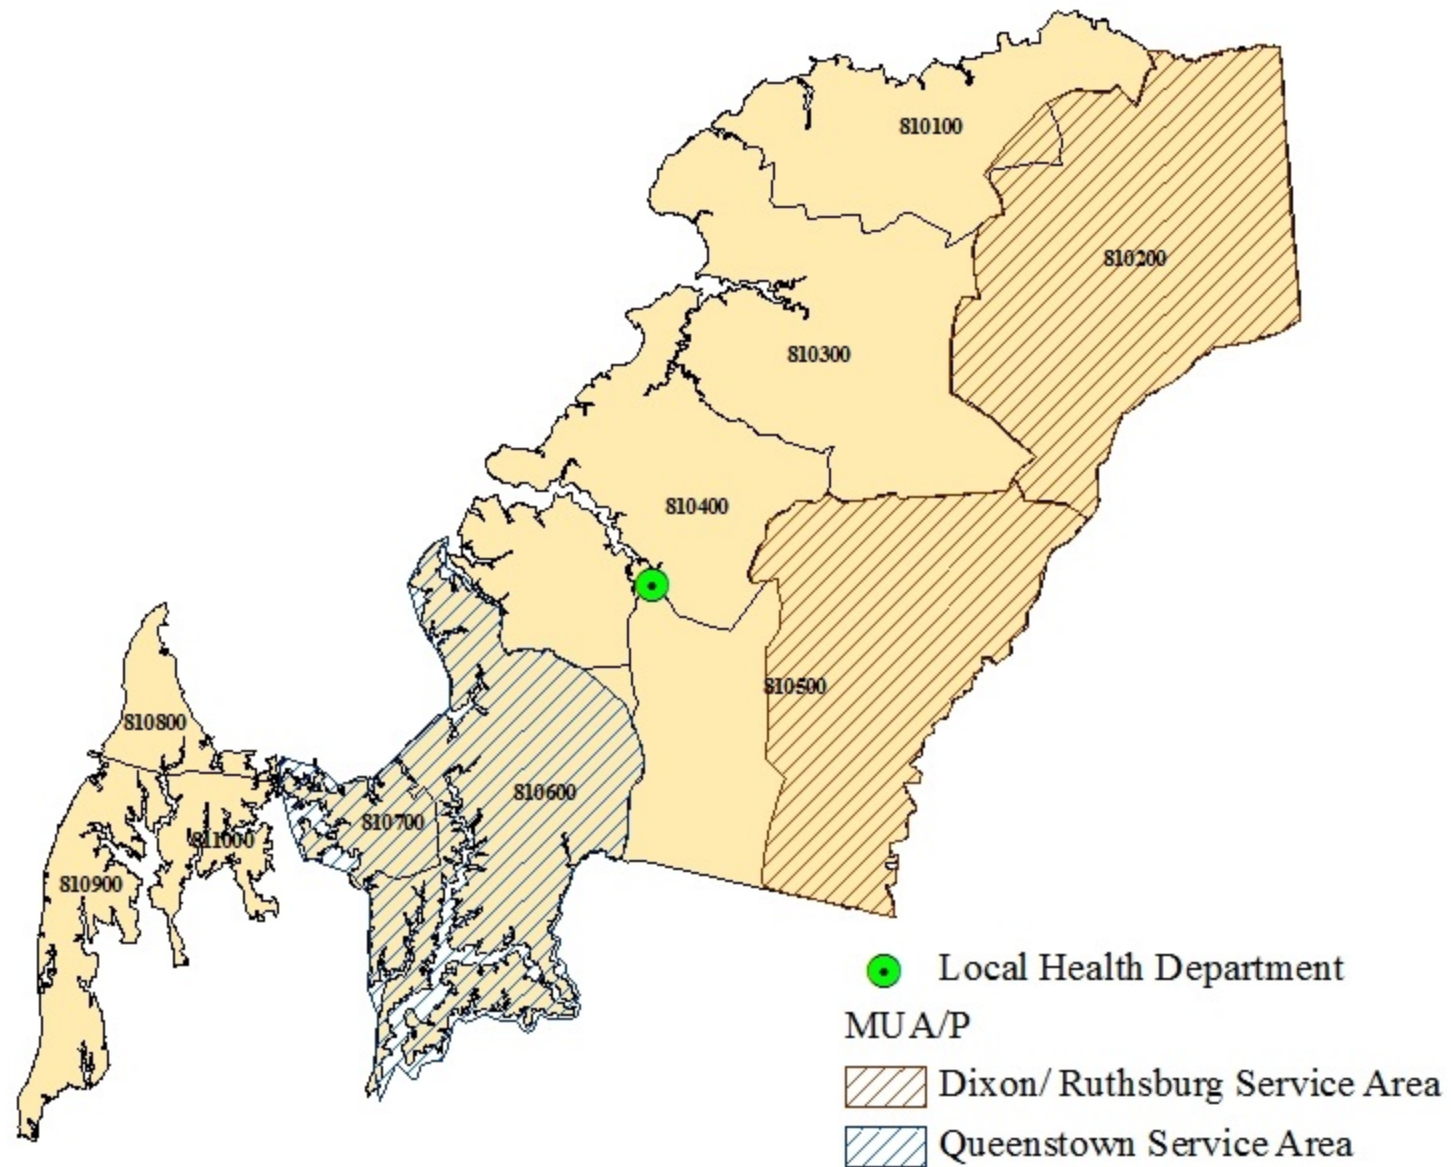 810100
810200
810300
810400
810500
810800
810600
810700
811000
810900
Local Health Department
MUA/P
Dixon/ Ruthsburg Service Area
Queenstown Service Area